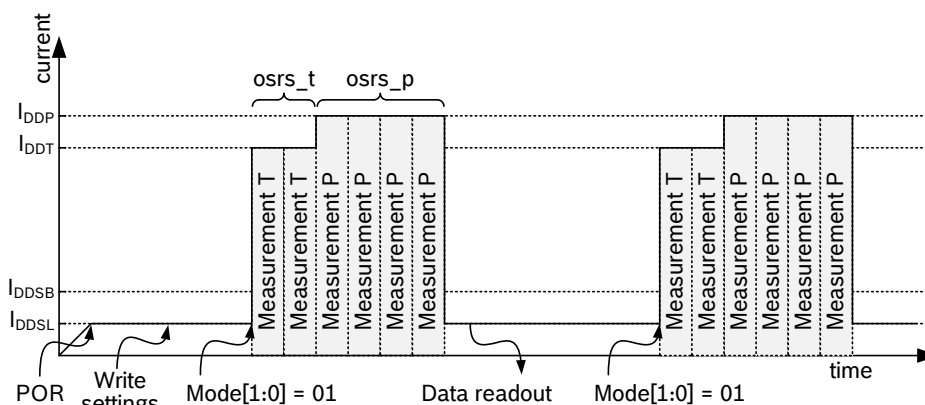 current
osrs_t osrs_p
IDDP
IDDT
IDDSB
IDDSL
Measurement T
Measurement T
Measurement P
Measurement P
Measurement P
Measurement P
Measurement T
Measurement T
Measurement P
Measurement P
Measurement P
Measurement P
time
POR
Write
settings
Mode[1:0] = 01
Data readout
Mode[1:0] = 01